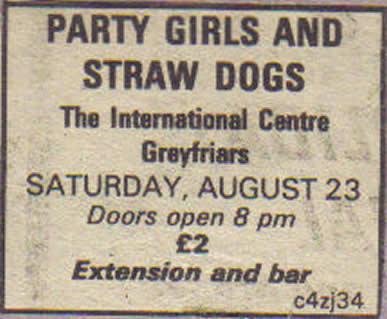 PARTY GIRLS AND
STRAW DOGS
The International Centre
Greyfriars
SATURDAY, AUGUST 23
Doors open 8 pm
£2
Extension and bar
c4zj34